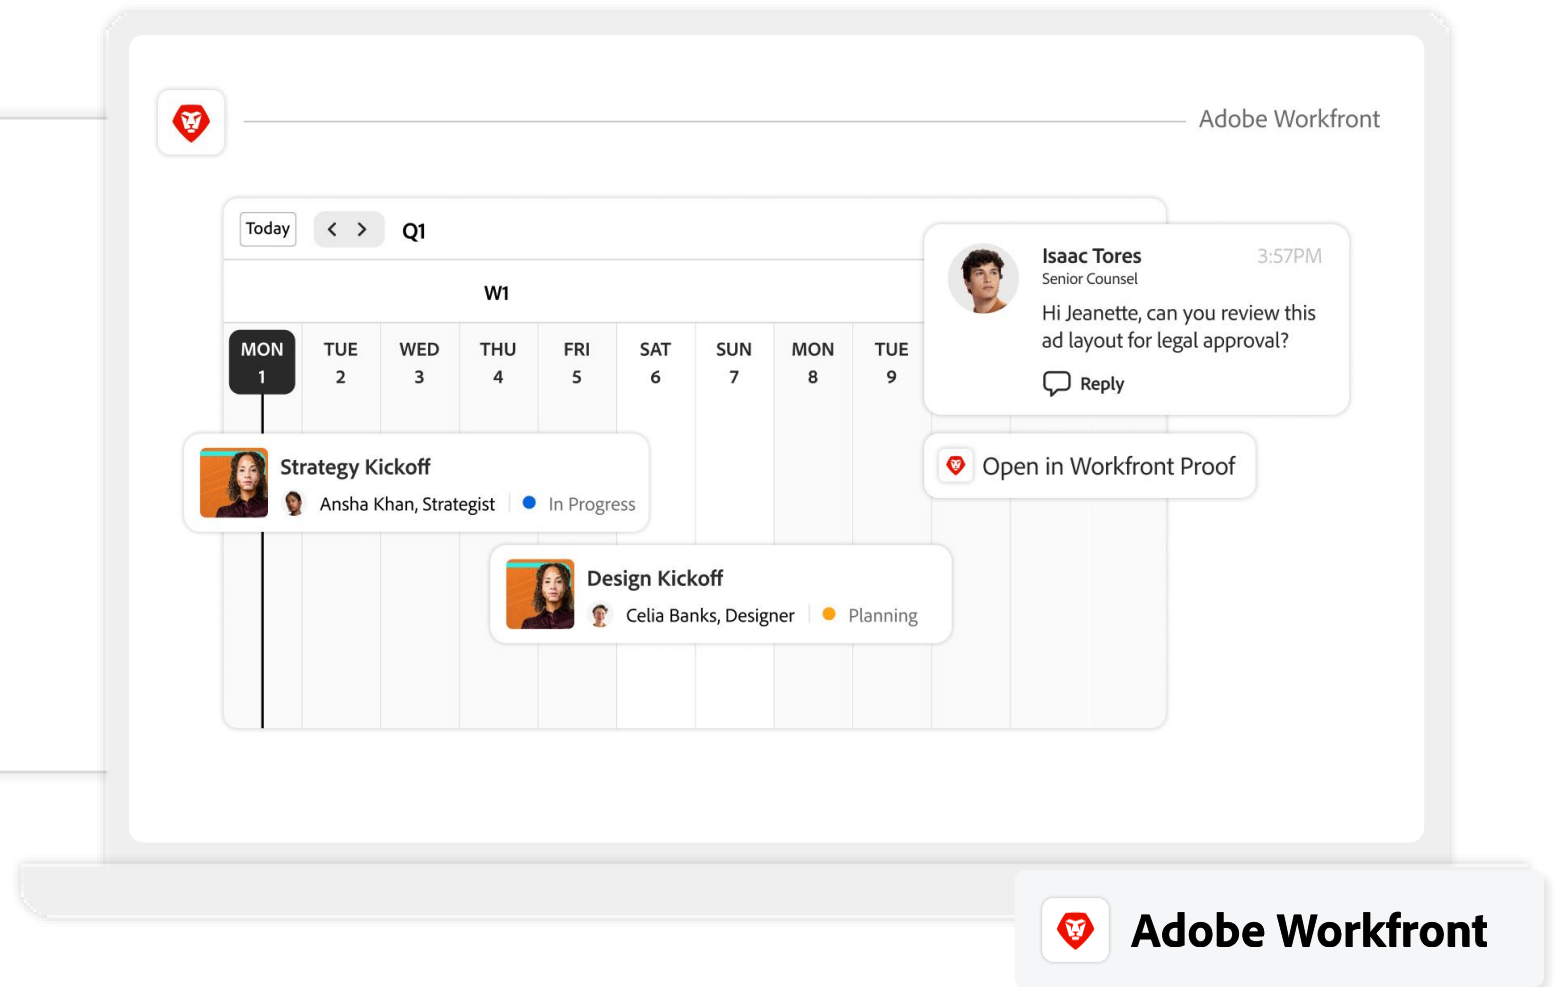 Adobe Workfront
Today
Q1
W1
MON TUE WED THU FRI SAT SUN MON TUE
1 2 3 4 5 6 7 8 9
Isaac Tores 3:57PM
Senior Counsel
Hi Jeanette, can you review this
ad layout for legal approval?
Reply
Strategy Kickoff
Ansha Khan, Strategist In Progress
Open in Workfront Proof
Design Kickoff
Celia Banks, Designer Planning
Adobe Workfront